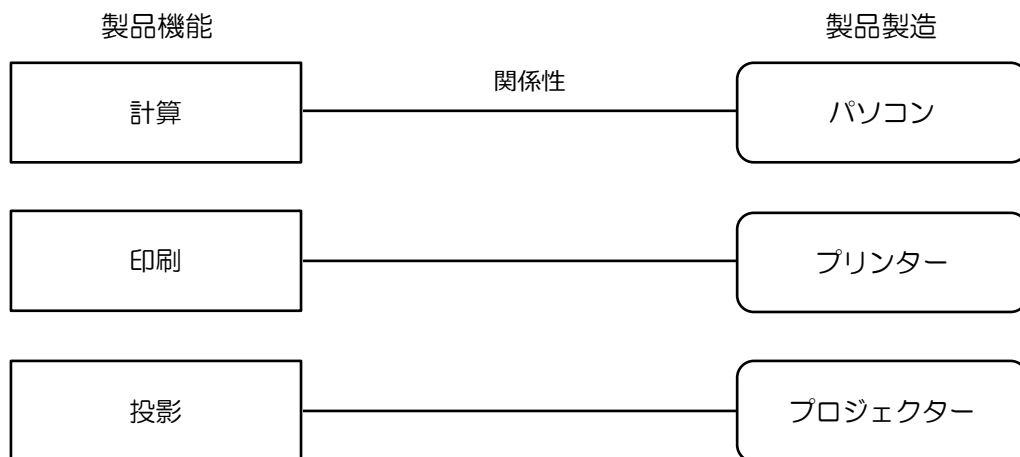 製品機能
製品製造
計算
関係性
パソコン
印刷
プリンター
投影
プロジェクター